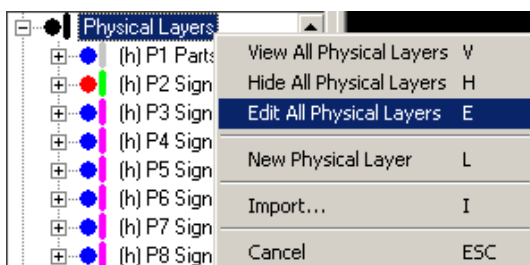 Physical Layers
(h) P1 Parts
(h) P2 Sign
(h) P3 Sign
(h) P4 Sign
(h) P5 Sign
(h) P6 Sign
(h) P7 Sign
(h) P8 Sign
View All Physical Layers V
Hide All Physical Layers H
Edit All Physical Layers E
New Physical Layer L
Import... I
Cancel ESC